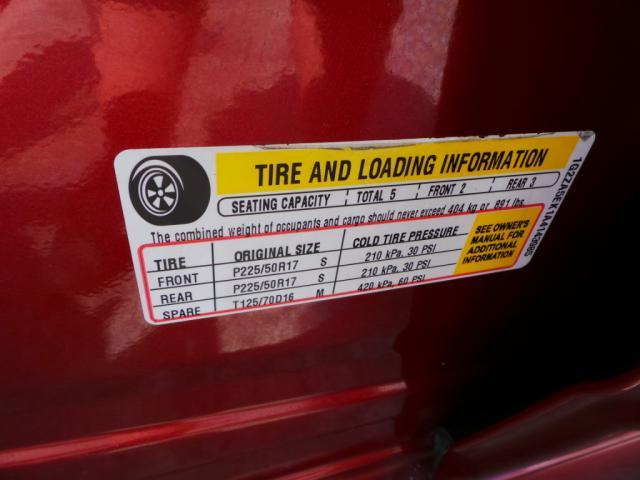 TIRE AND LOADING INFORMATION
SEATING CAPACITY TOTAL 5 FRONT 2 REAR 3
The combined weight of occupants and cargo should never exceed 404 kg or 891 lbs.
TIRE ORIGINAL SIZE COLD TIRE PRESSURE
FRONT P225/50R17 S 210 kPa, 30 PSI
REAR P225/50R17 S 210 kPa, 30 PSI
SPARE T125/70D16 M 420 kPa, 60 PSI
SEE OWNER'S
MANUAL FOR
ADDITIONAL
INFORMATION